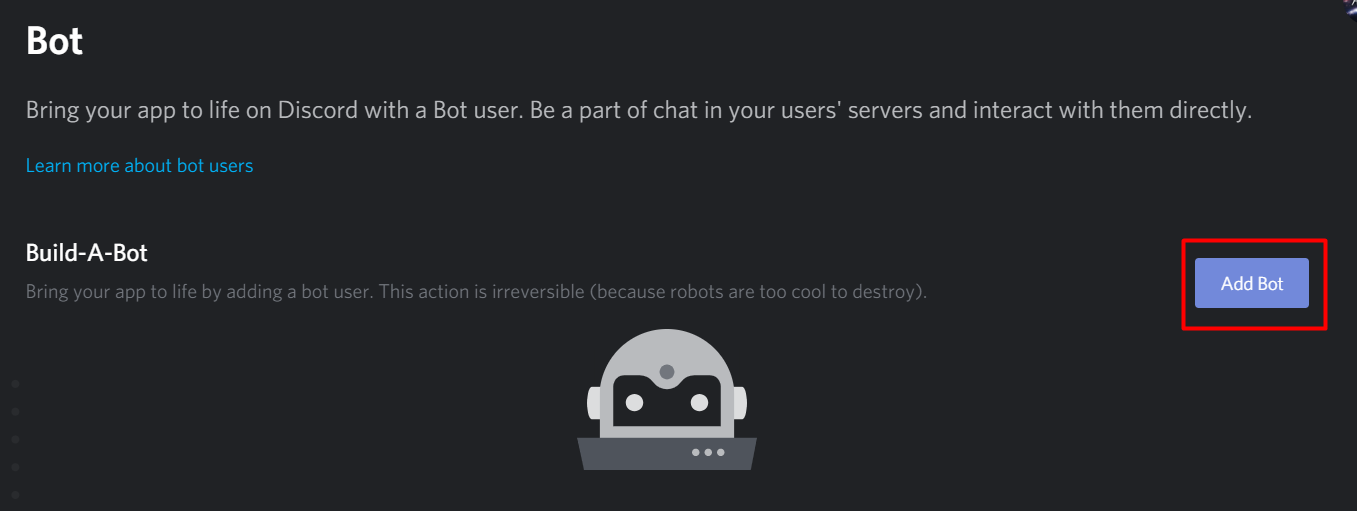 Bot
Bring your app to life on Discord with a Bot user. Be a part of chat in your users' servers and interact with them directly.
Learn more about bot users
Build-A-Bot
Bring your app to life by adding a bot user. This action is irreversible (because robots are too cool to destroy).
Add Bot